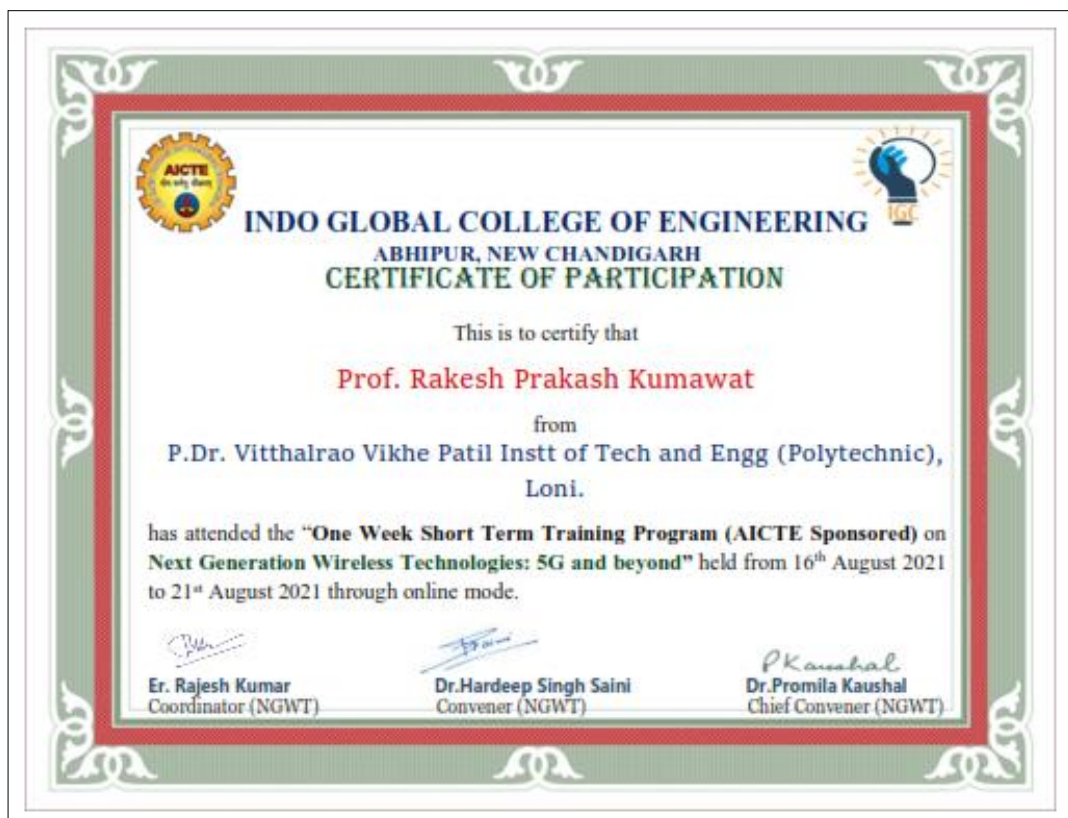 AICTE
IGC
INDO GLOBAL COLLEGE OF ENGINEERING
ABHIPUR, NEW CHANDIGARH
CERTIFICATE OF PARTICIPATION
This is to certify that
Prof. Rakesh Prakash Kumawat
from
P.Dr. Vitthalrao Vikhe Patil Instt of Tech and Engg (Polytechnic),
Loni.
has attended the “One Week Short Term Training Program (AICTE Sponsored) on
Next Generation Wireless Technologies: 5G and beyond” held from 16th August 2021
to 21st August 2021 through online mode.
PKaushal
Er. Rajesh Kumar Dr.Hardeep Singh Saini Dr.Promila Kaushal
Coordinator (NGWT) Convener (NGWT) Chief Convener (NGWT)